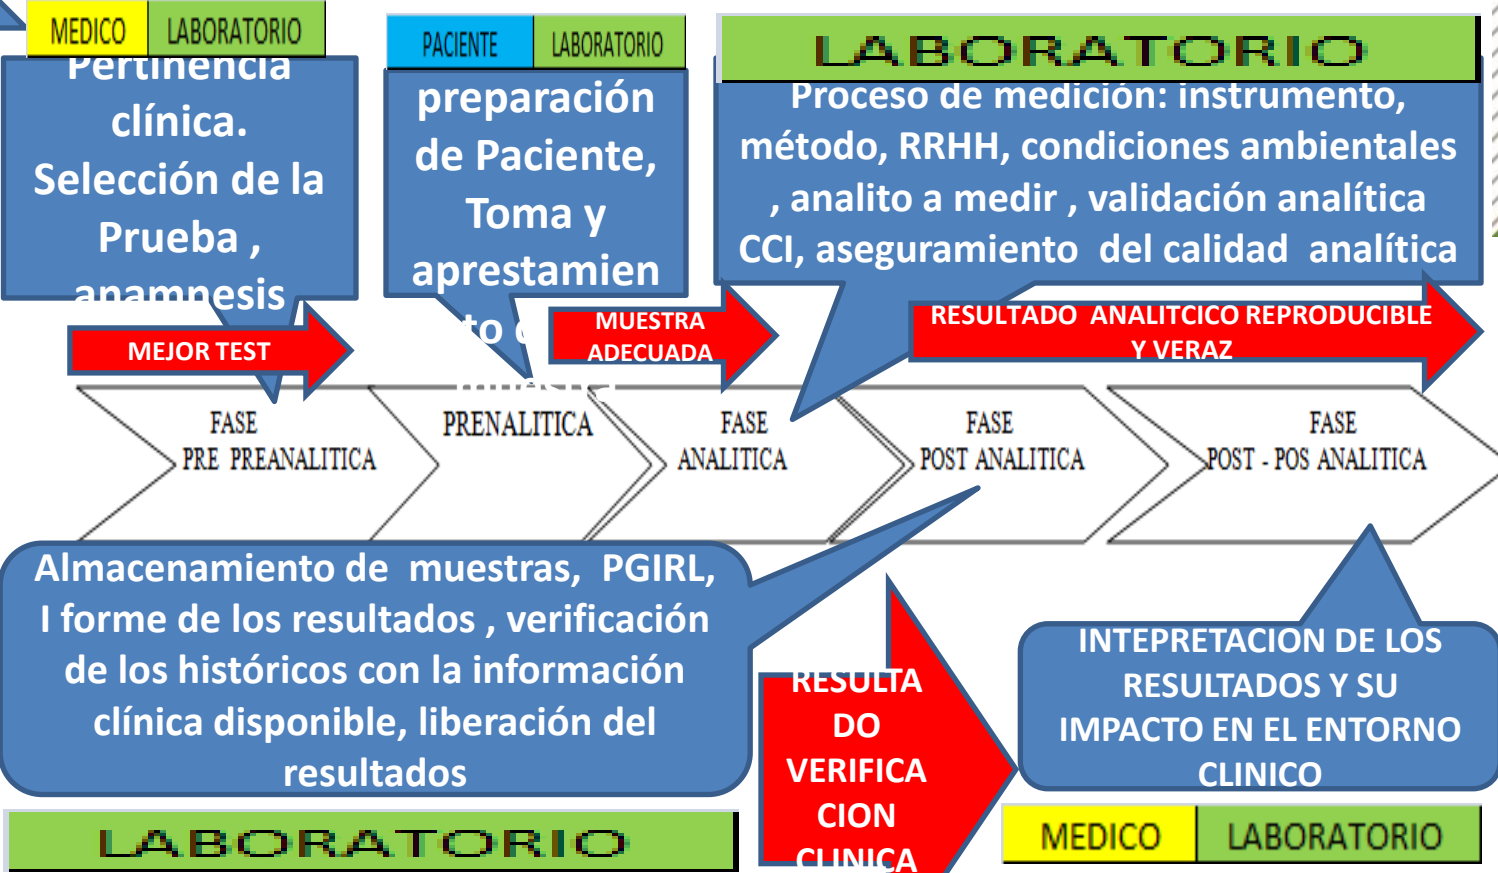 MEDICO LABORATORIO
Pertinencia
clínica.
Selección de la
Prueba ,
anamnesis
MEJOR TEST
PACIENTE LABORATORIO
preparación
de Paciente,
Toma y
aprestamien
to
MUESTRA
ADECUADA
LABORATORIO
Proceso de medición: instrumento,
método, RRHH, condiciones ambientales
, analito a medir , validación analítica
CCI, aseguramiento del calidad analítica
RESULTADO ANALITCICO REPRODUCIBLE
Y VERAZ
FASE
PRE PREANALITICA
PRENALITICA
FASE
ANALITICA
FASE
POST ANALITICA
FASE
POST - POS ANALITICA
Almacenamiento de muestras, PGIRL,
I forme de los resultados , verificación
de los históricos con la información
clínica disponible, liberación del
resultados
LABORATORIO
RESULTA
DO
VERIFICA
CION
CLINICA
INTEPRETACION DE LOS
RESULTADOS Y SU
IMPACTO EN EL ENTORNO
CLINICO
MEDICO LABORATORIO